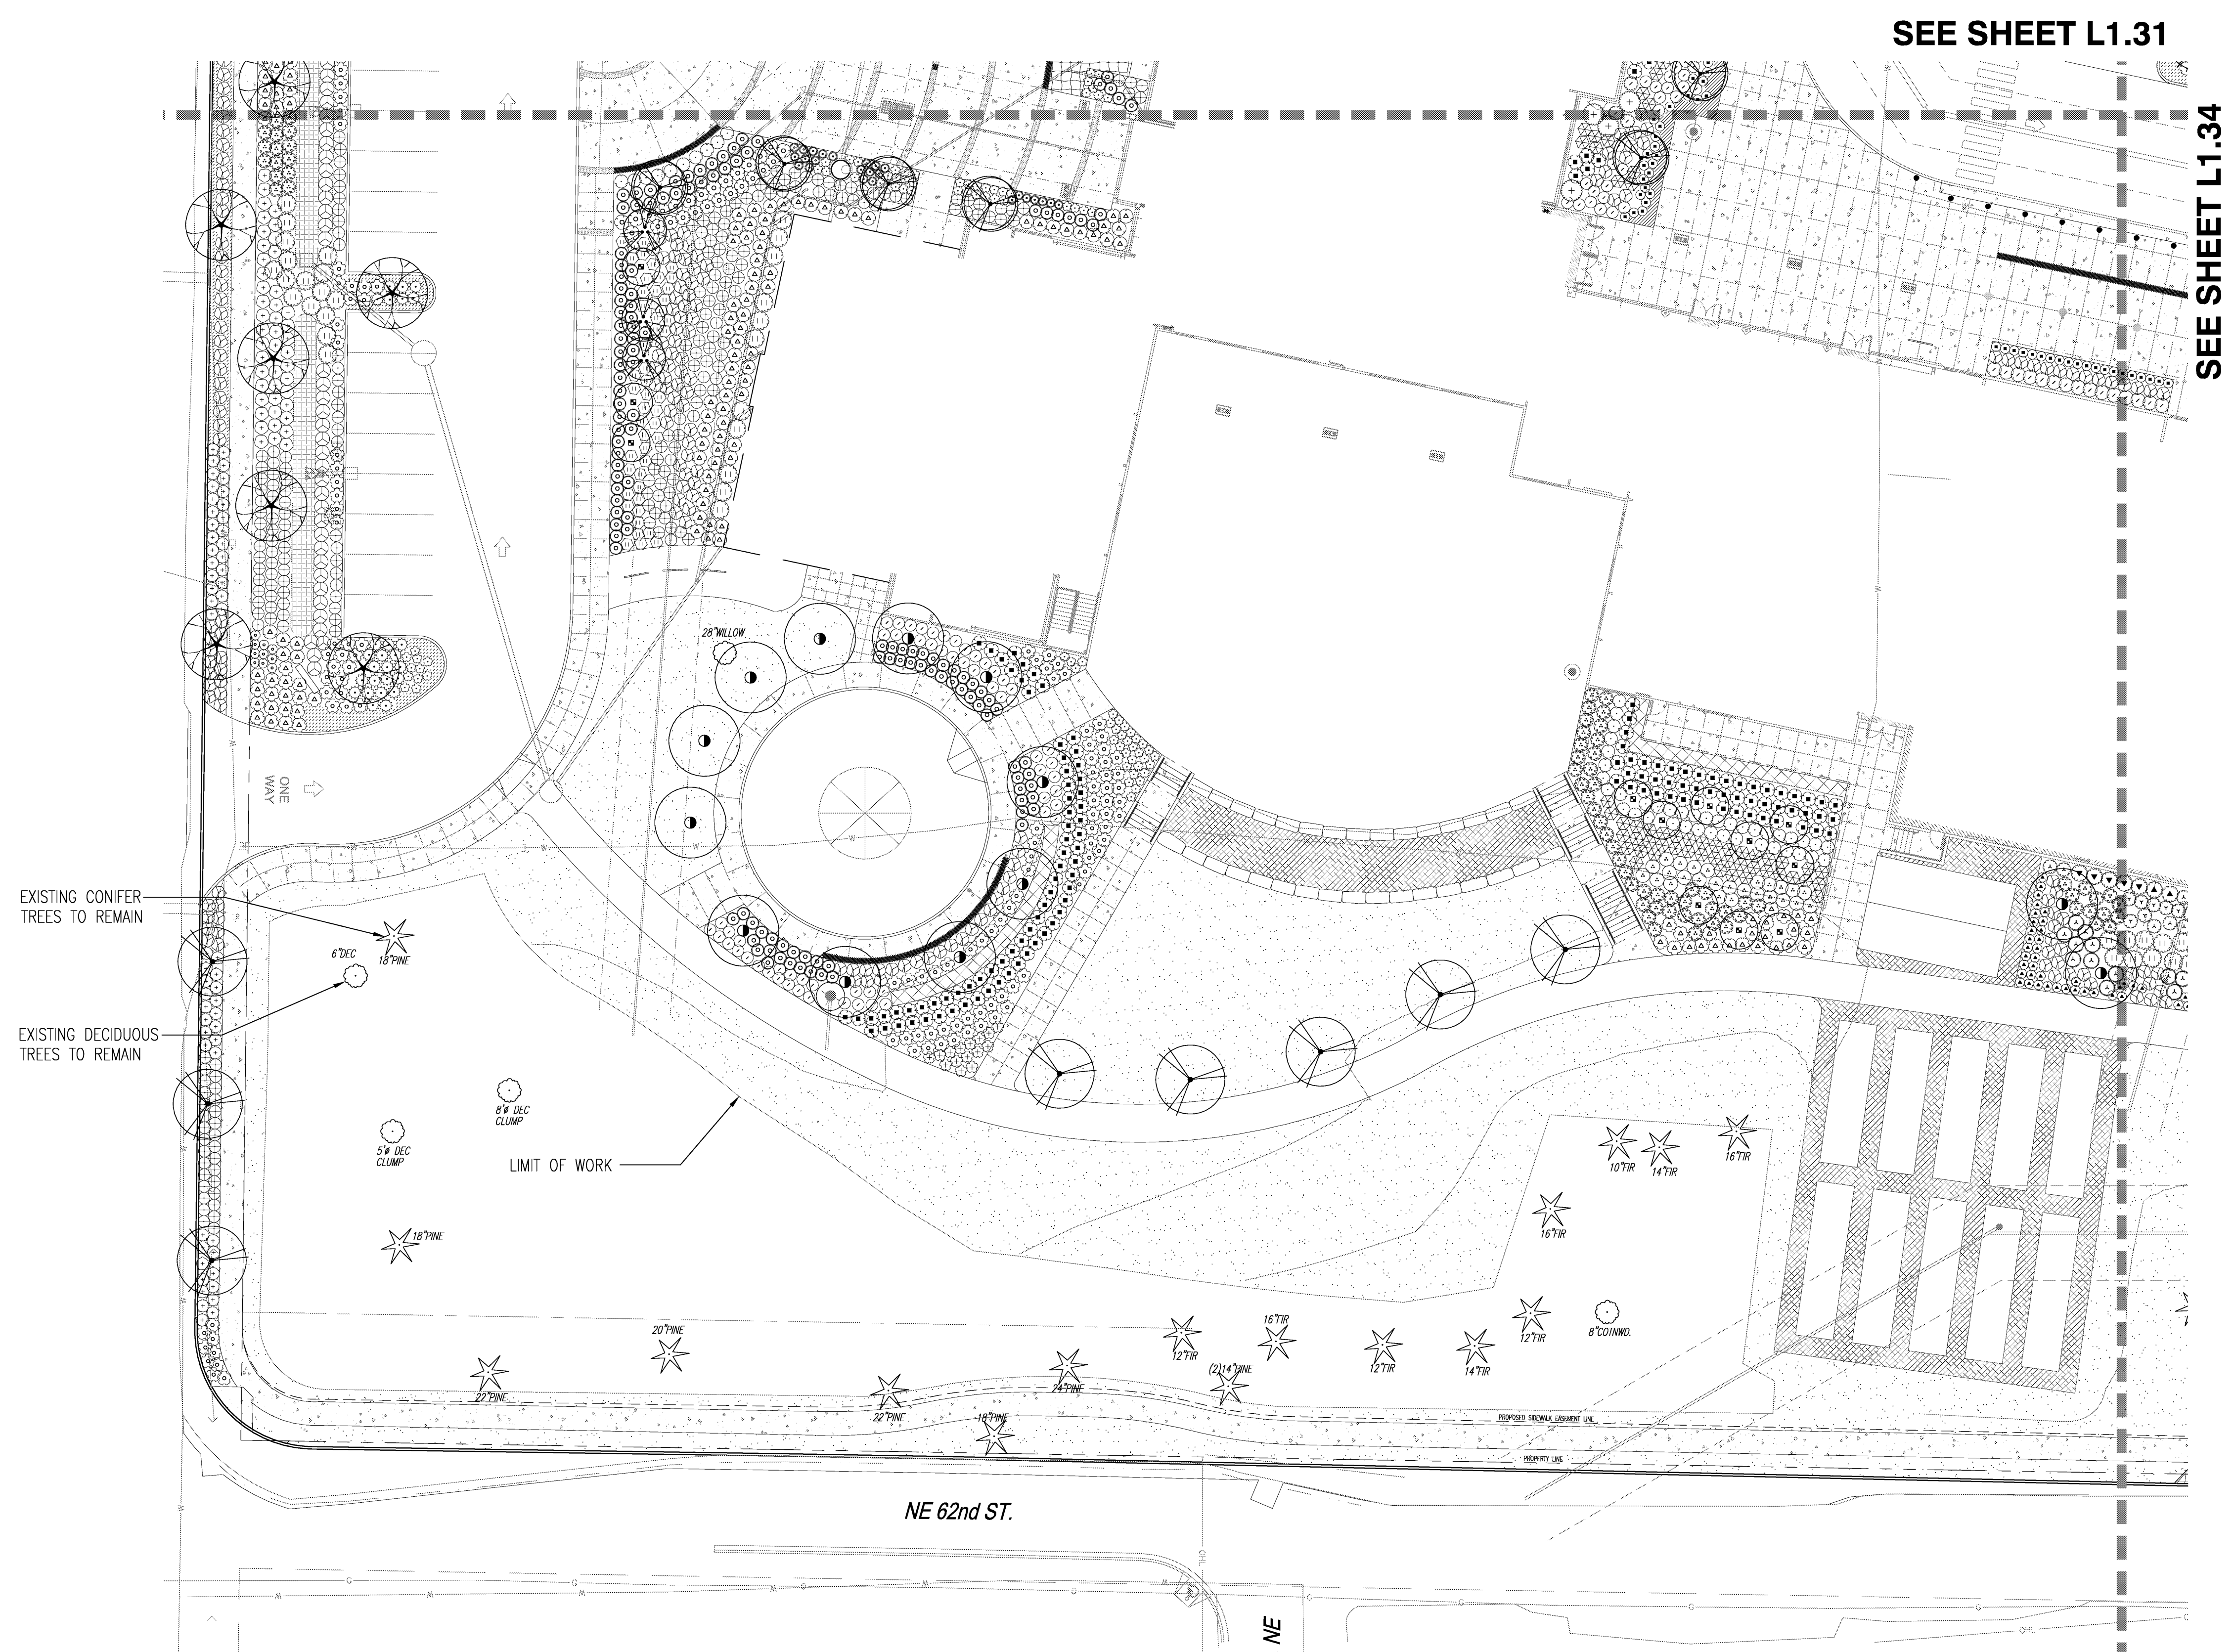 SEE SHEET L1.31
SEE SHEET L1.34
28"WILLOW
ONE
WAY
EXISTING CONIFER
TREES TO REMAIN
6"DEC
18"PINE
EXISTING DECIDUOUS
TREES TO REMAIN
8'ø DEC
CLUMP
5'ø DEC
CLUMP
LIMIT OF WORK
10"FIR
14"FIR
16"FIR
16"FIR
18"PINE
20"PINE
16"FIR
12"FIR
12"FIR
14"FIR
12"FIR
8"COTNWD.
(2)14"PINE
22"PINE
24"PINE
22"PINE
18"PINE
PROPOSED SIDEWALK EASEMENT LINE
PROPERTY LINE
NE 62nd ST.
OHL
G
G
G
G
G
G
G
W
W
W
W
W
OHL
NE